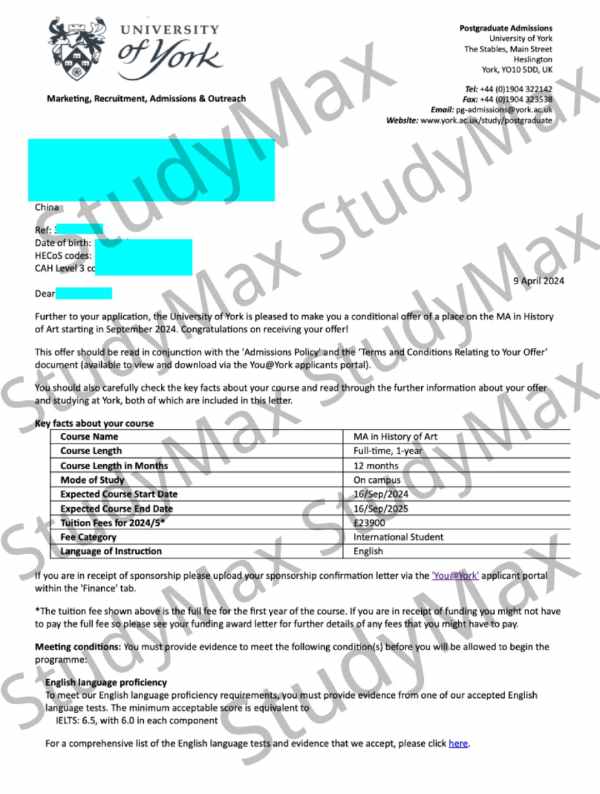 UNIVERSITY
of York
Marketing, Recruitment, Admissions & Outreach
Postgraduate Admissions
University of York
The Stables, Main Street
Heslington
York, YO10 5DD, UK
Tel: +44 (0)1904 322142
Fax: +44 (0)1904 323538
Email: pg-admissions@york.ac.uk
Website: www.york.ac.uk/study/postgraduate
China
Ref:
Date of birth:
HECoS codes:
CAH Level 3 co
9 April 2024
Dear
Further to your application, the University of York is pleased to make you a conditional offer of a place on the MA in History
of Art starting in September 2024. Congratulations on receiving your offer!
This offer should be read in conjunction with the 'Admissions Policy' and the 'Terms and Conditions Relating to Your Offer'
document (available to view and download via the You@York applicants portal).
You should also carefully check the key facts about your course and read through the further information about your offer
and studying at York, both of which are included in this letter.
Key facts about your course
Course Name MA in History of Art
Course Length Full-time, 1-year
Course Length in Months 12 months
Mode of Study On campus
Expected Course Start Date 16/Sep/2024
Expected Course End Date 16/Sep/2025
Tuition Fees for 2024/5* £23900
Fee Category International Student
Language of Instruction English
If you are in receipt of sponsorship please upload your sponsorship confirmation letter via the 'You@York' applicant portal
within the 'Finance' tab.
*The tuition fee shown above is the full fee for the first year of the course. If you are in receipt of funding you might not have
to pay the full fee so please see your funding award letter for further details of any fees that you might have to pay.
Meeting conditions: You must provide evidence to meet the following condition(s) before you will be allowed to begin the
programme:
English language proficiency
To meet our English language proficiency requirements, you must provide evidence from one of our accepted English
language tests. The minimum acceptable score is equivalent to
IELTS: 6.5, with 6.0 in each component
For a comprehensive list of the English language tests and evidence that we accept, please click here.
StudyMax StudyMax
StudyMax StudyMax
StudyMax StudyMax
StudyMax StudyMax